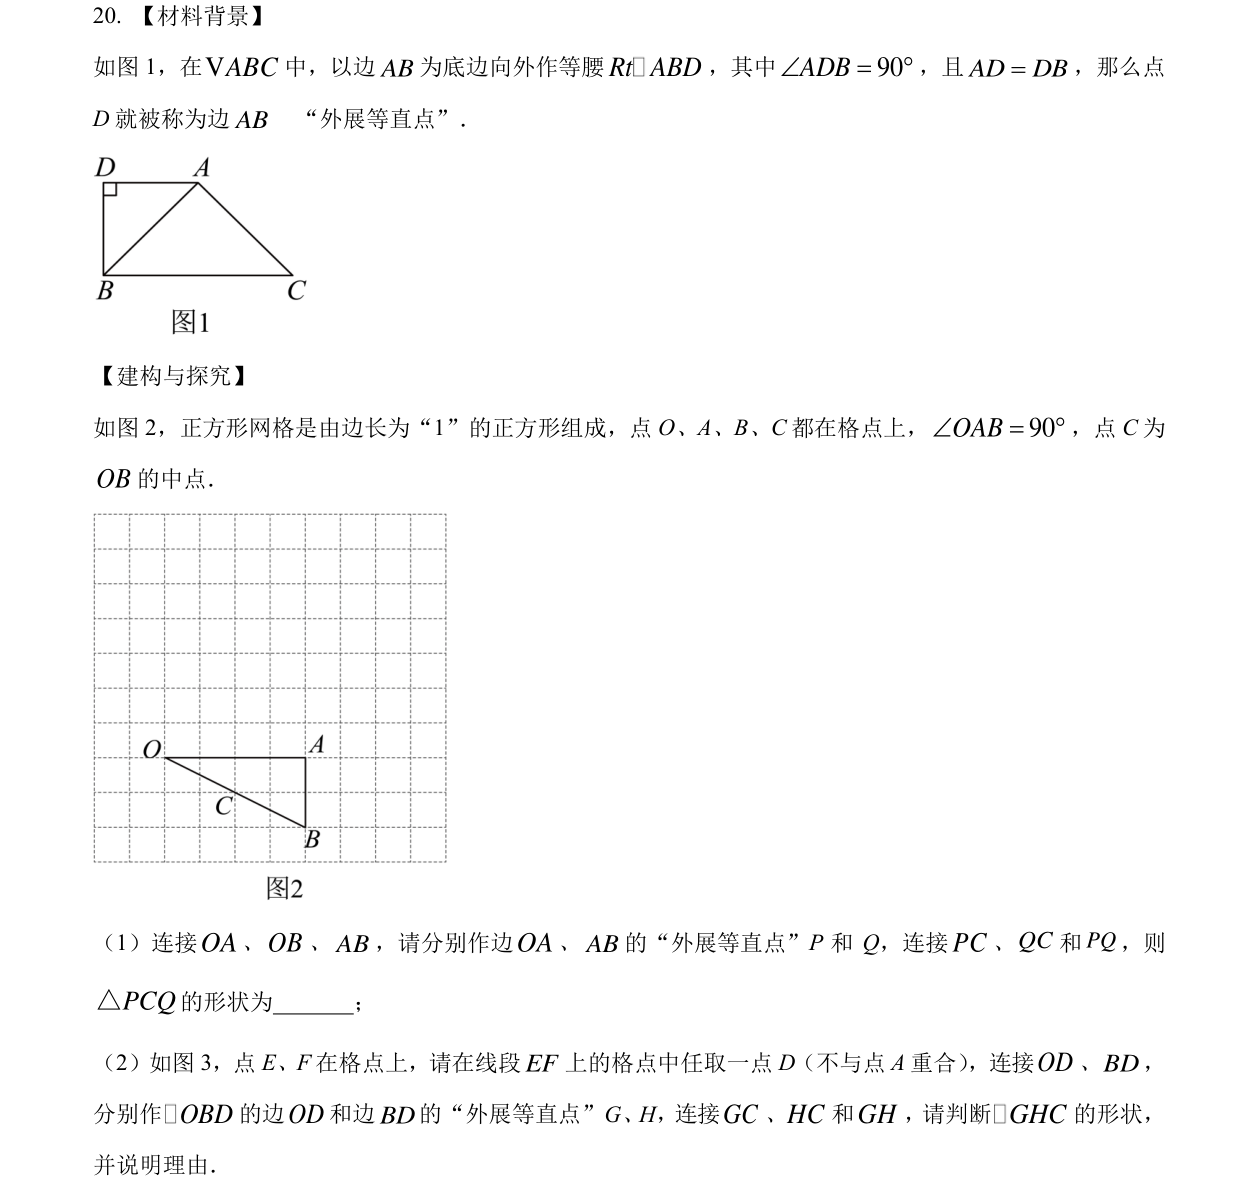 20. 【材料背景】
如图 1，在VABC 中，以边 AB 为底边向外作等腰 Rt□ABD，其中∠ADB＝90°，且 AD＝DB，那么点
D 就被称为边 AB “外展等直点”.
D A
B C
图1
【建构与探究】
如图 2，正方形网格是由边长为“1”的正方形组成，点 O、A、B、C 都在格点上，∠OAB＝90°，点 C 为
OB 的中点.
O A
C
B
图2
（1）连接 OA、OB、AB，请分别作边 OA、AB 的“外展等直点”P 和 Q，连接 PC、QC 和 PQ，则
△PCQ 的形状为_______；
（2）如图 3，点 E、F 在格点上，请在线段 EF 上的格点中任取一点 D（不与点 A 重合），连接 OD、BD，
分别作□OBD 的边 OD 和边 BD 的“外展等直点”G、H，连接 GC、HC 和 GH，请判断□GHC 的形状，
并说明理由.